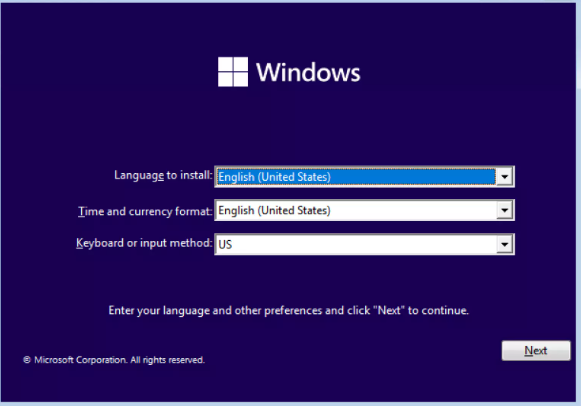 Windows
Language to install: English (United States)
Time and currency format: English (United States)
Keyboard or input method: US
Enter your language and other preferences and click "Next" to continue.
Next
© Microsoft Corporation. All rights reserved.